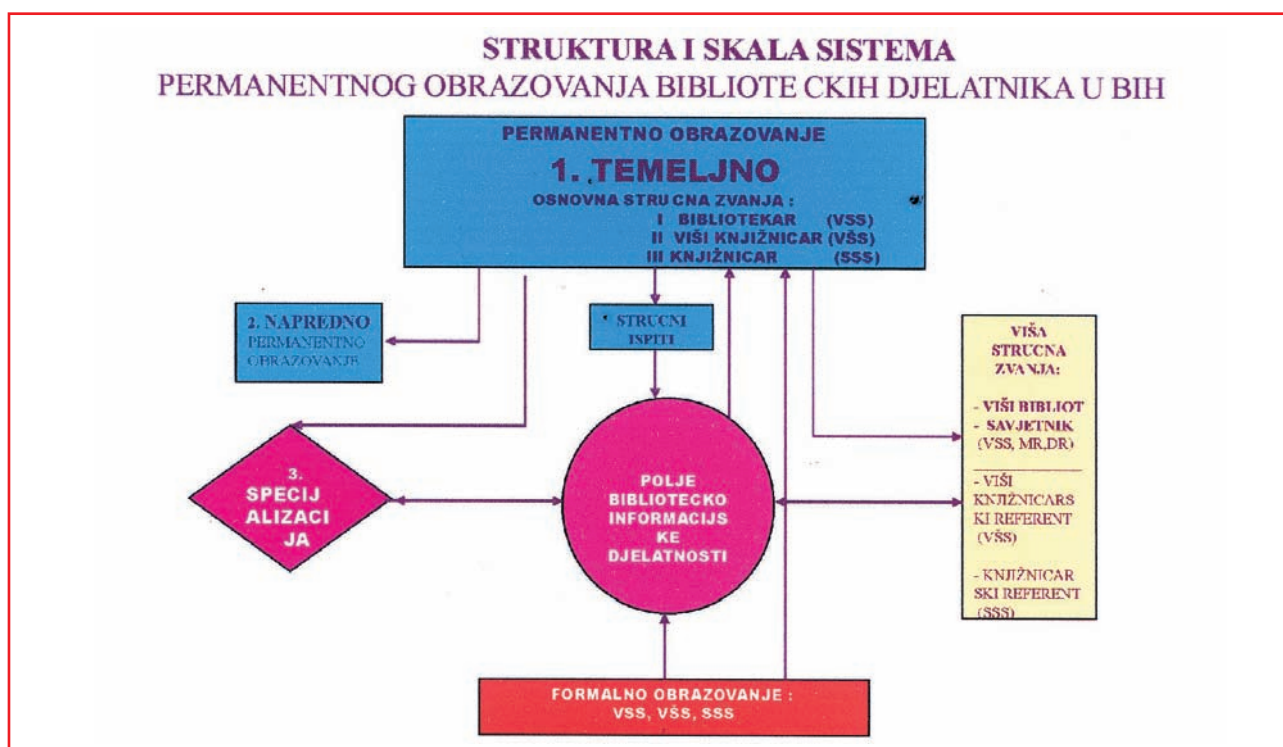 STRUKTURA I SKALA SISTEMA
PERMANENTNOG OBRAZOVANJA BIBLIOTE CKIH DJELATNIKA U BIH
PERMANENTNO OBRAZOVANJE
1. TEMELJNO
OSNOVNA STRU CNA ZVANJA :
I BIBLIOTEKAR (VSS)
II VIŠI KNJIŽNICAR (VŠS)
III KNJIŽNICAR (SSS)
2. NAPREDNO
PERMANENTNO
OBRAZOVANJE
STRUCNI
ISPITI
VIŠA
STRUCNA
ZVANJA:
- VIŠI BIBLIOT
- SAVJETNIK
(VSS, MR,DR)
- VIŠI
KNJIŽNICARS
KI REFERENT
(VŠS)
- KNJIŽNICAR
SKI REFERENT
(SSS)
3.
SPECIJ
ALIZACI
JA
POLJE
BIBLIOTECKO
INFORMACIJS
KE
DJELATNOSTI
FORMALNO OBRAZOVANJE :
VSS, VŠS, SSS